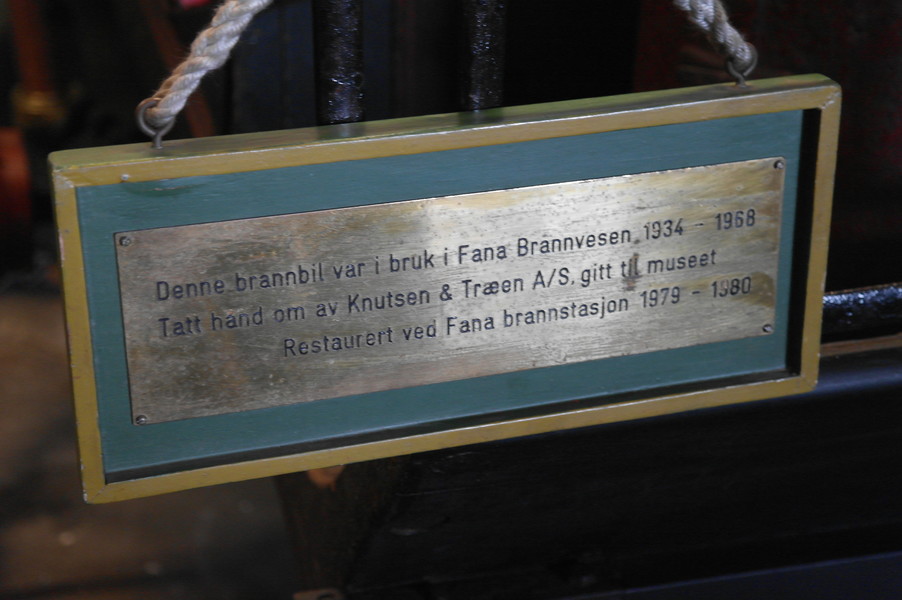 Denne brannbil var i bruk i Fana Brannvesen 1934 - 1968
Tatt hånd om av Knutsen & Træen A/S, gitt til museet
Restaurert ved Fana brannstasjon 1979 - 1980